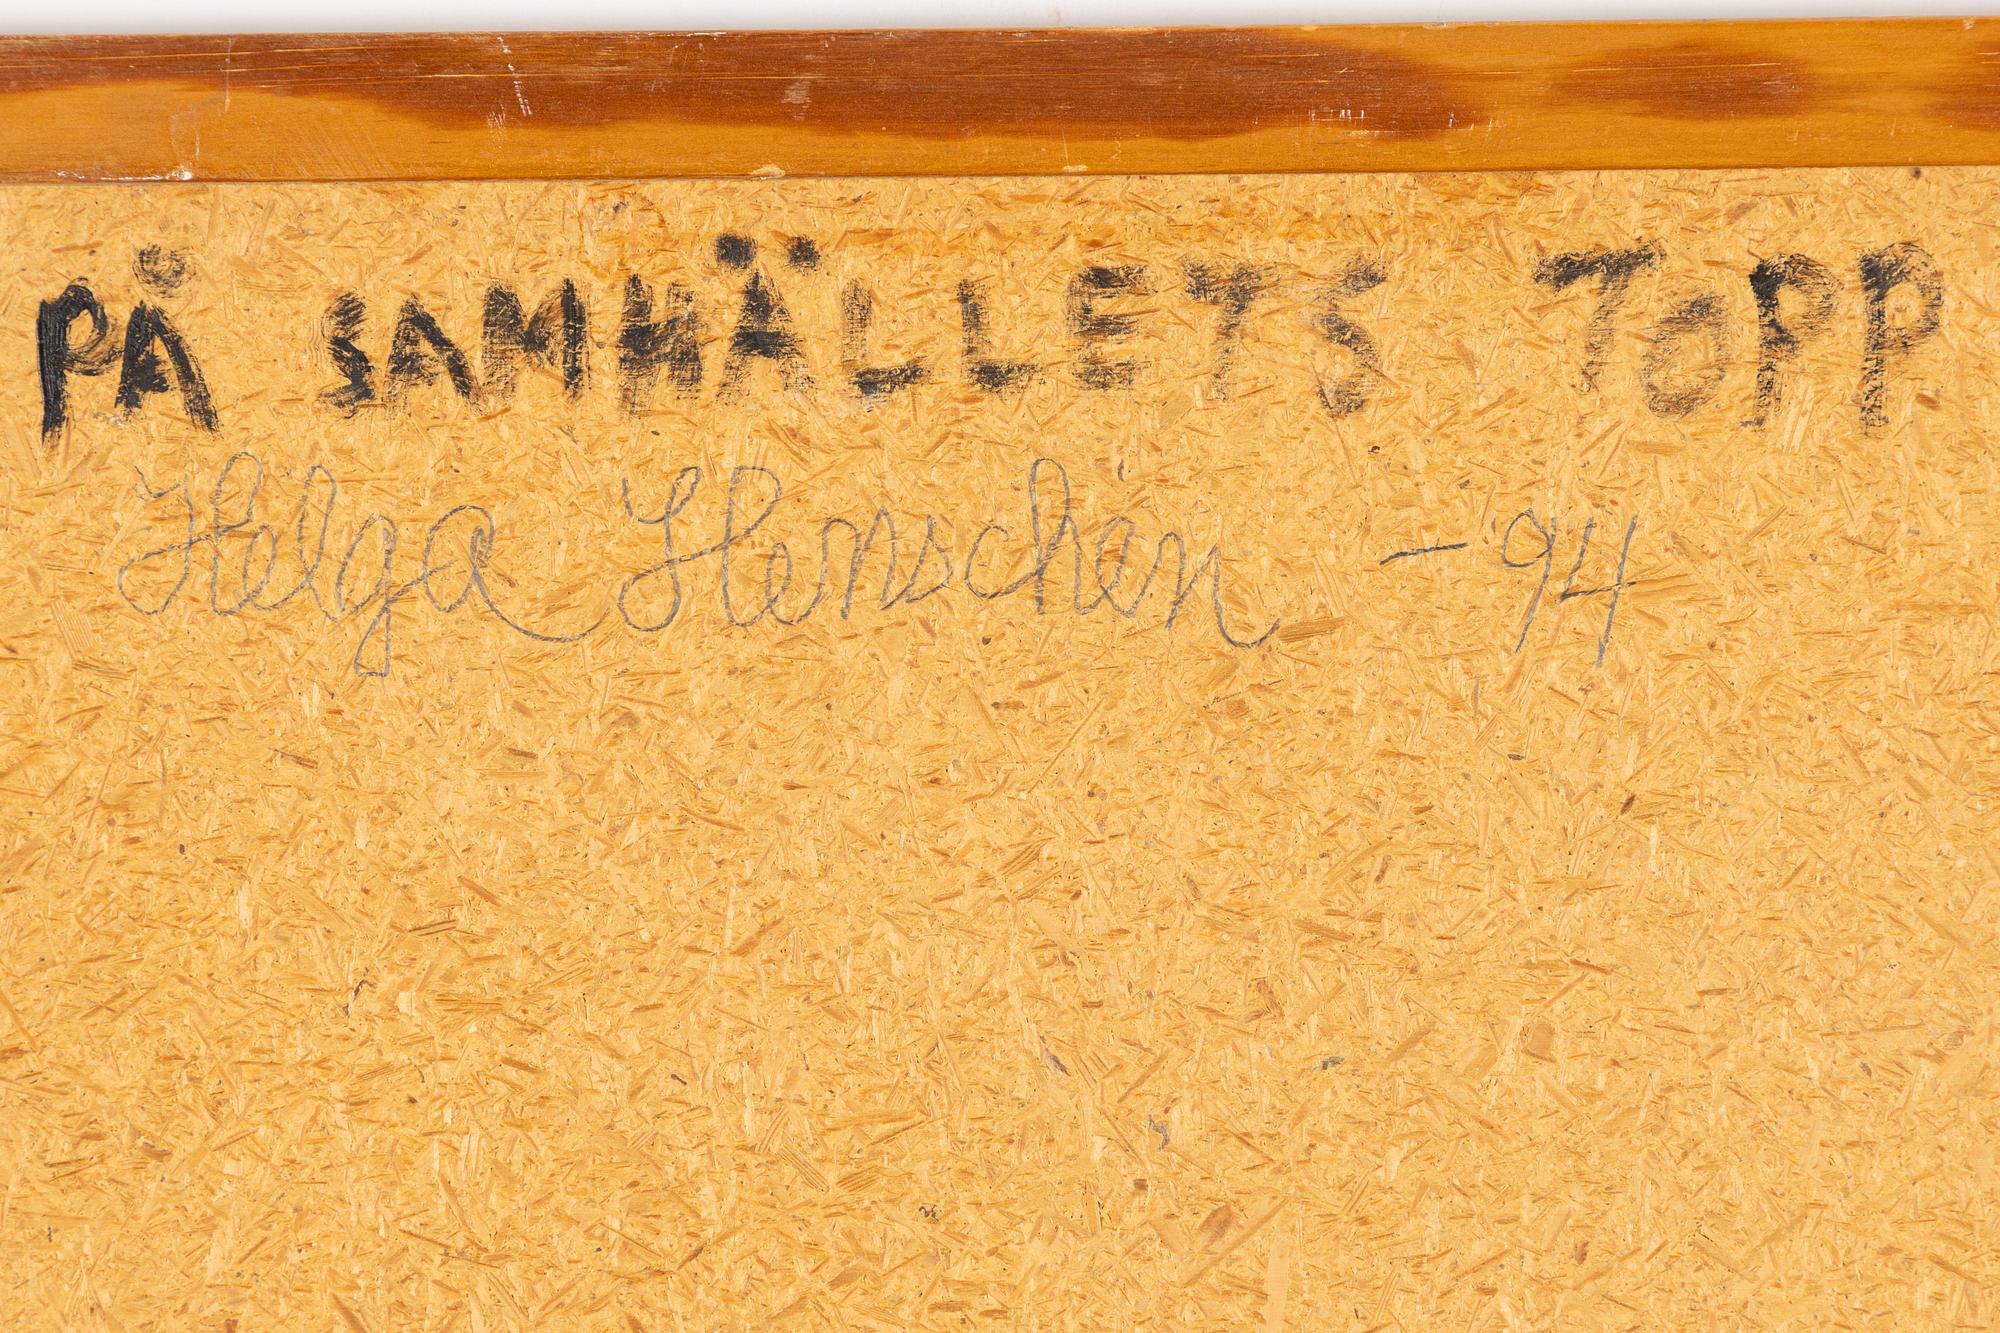 PÅ SAMHÄLLETS TOPP
Helga Henschen -94